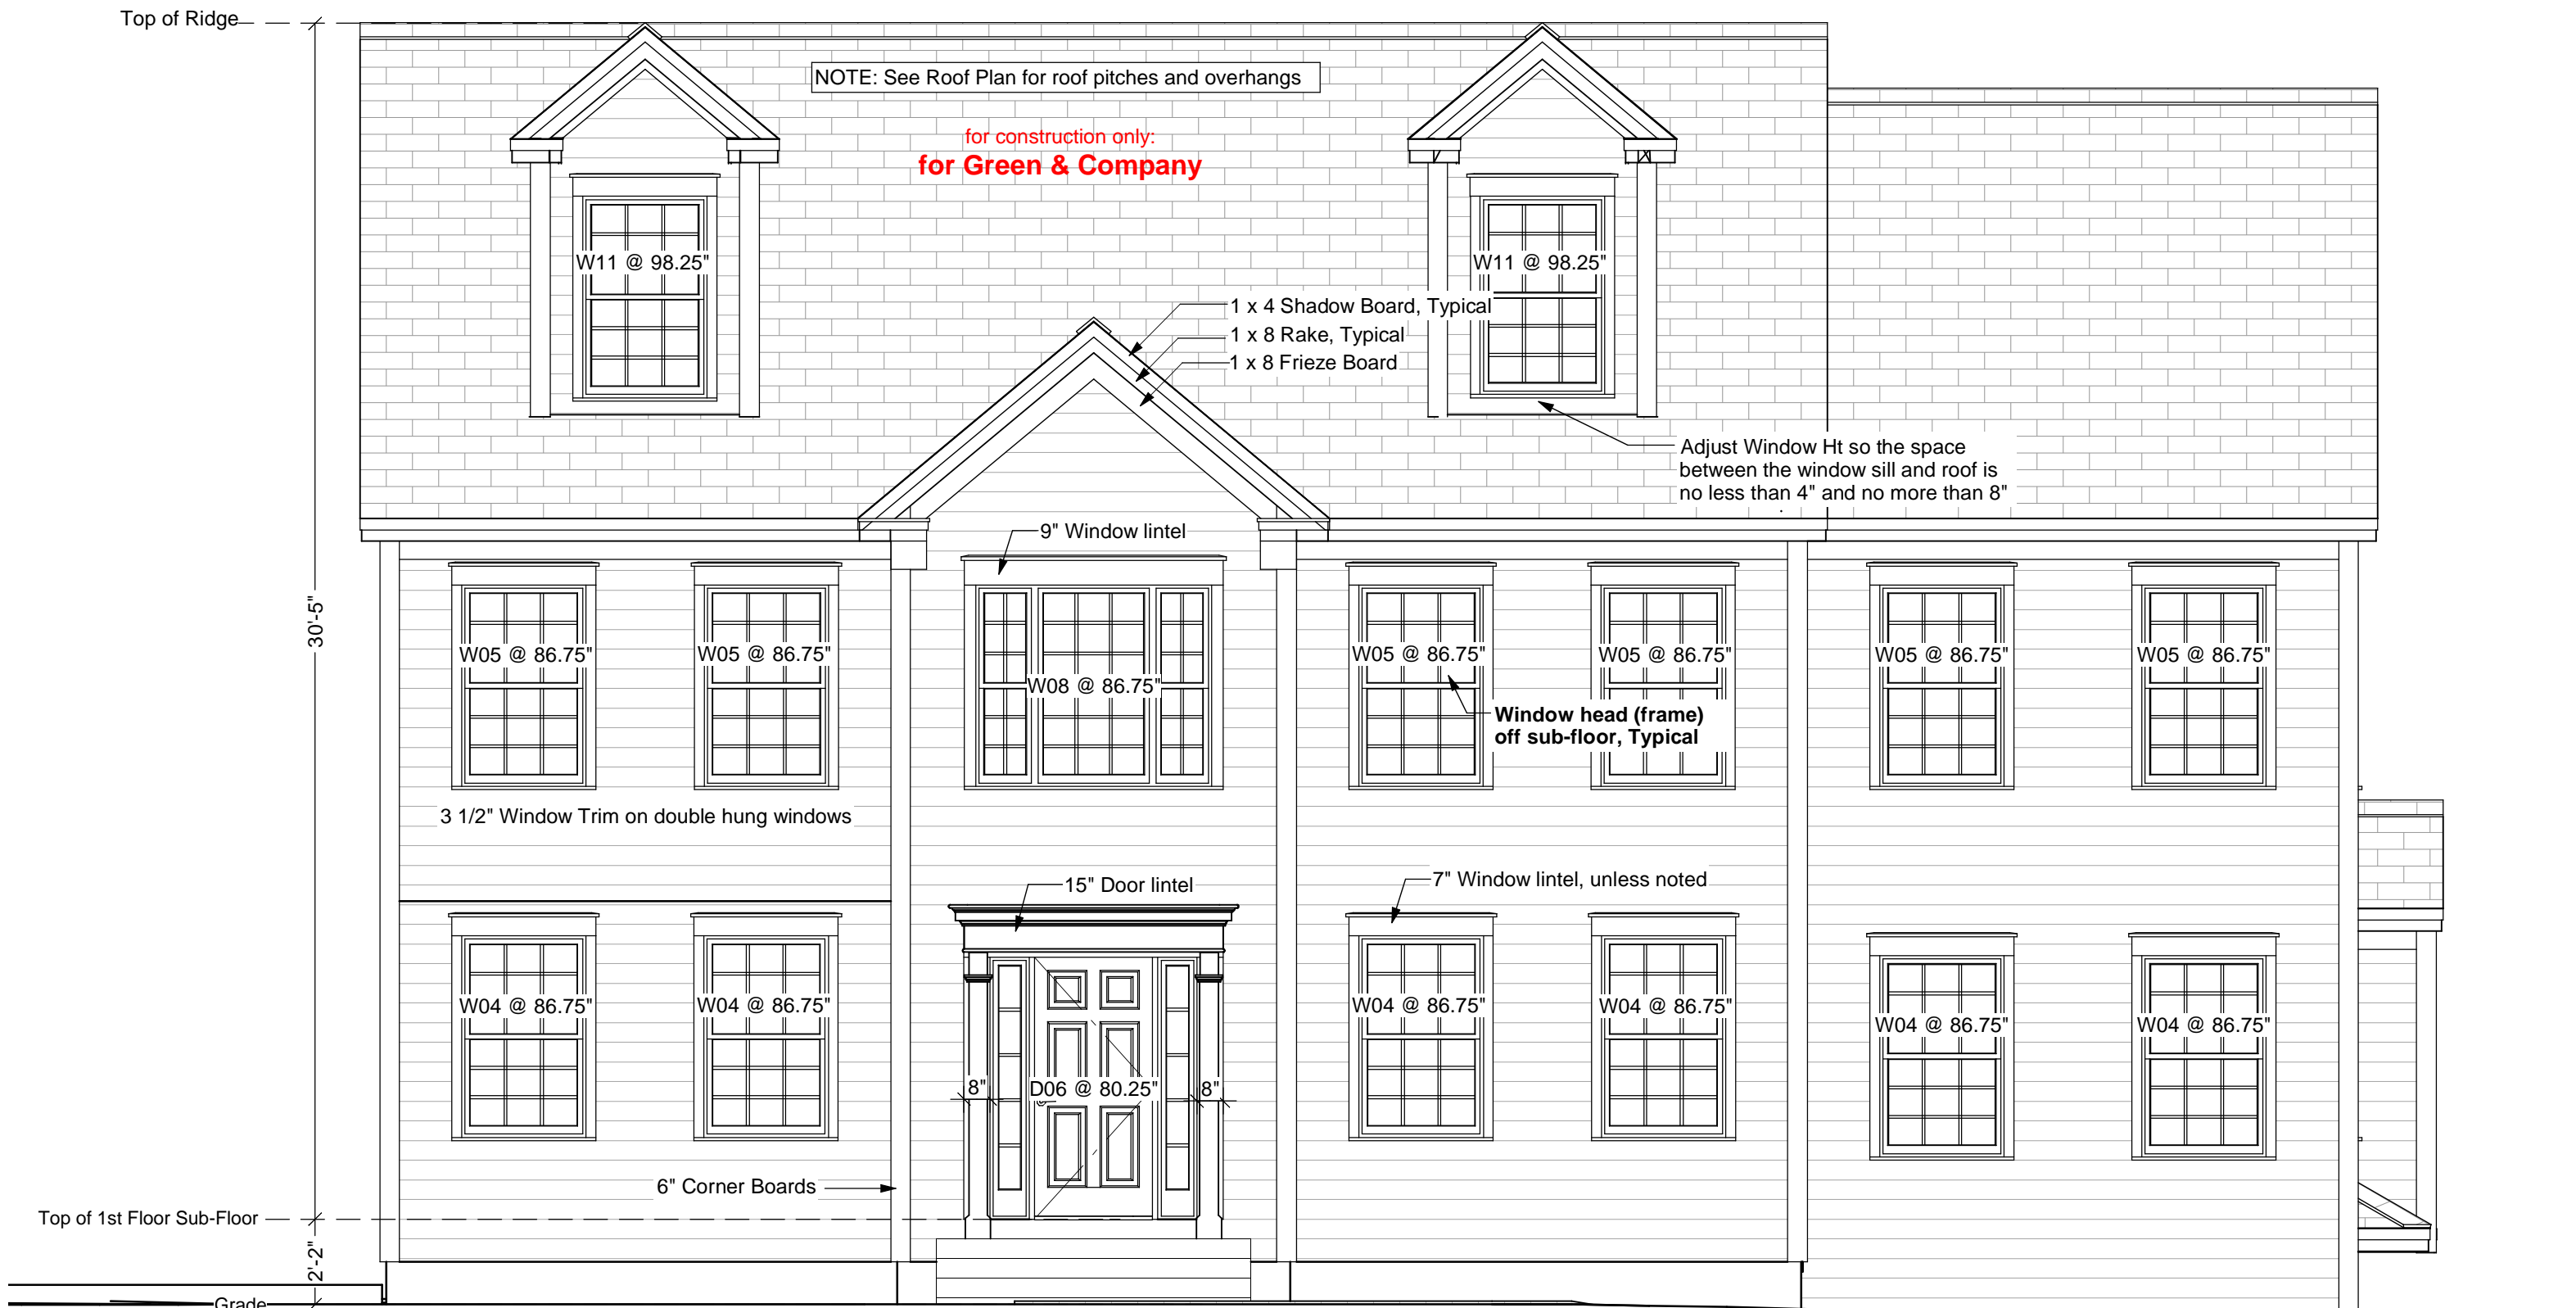 Top of Ridge
NOTE: See Roof Plan for roof pitches and overhangs
for construction only:
for Green & Company
W11 @ 98.25"
W11 @ 98.25"
1 x 4 Shadow Board, Typical
1 x 8 Rake, Typical
1 x 8 Frieze Board
Adjust Window Ht so the space
between the window sill and roof is
no less than 4" and no more than 8"
9" Window lintel
30'-5"
W05 @ 86.75"
W05 @ 86.75"
W08 @ 86.75"
W05 @ 86.75"
W05 @ 86.75"
W05 @ 86.75"
W05 @ 86.75"
Window head (frame)
off sub-floor, Typical
3 1/2" Window Trim on double hung windows
15" Door lintel
7" Window lintel, unless noted
W04 @ 86.75"
W04 @ 86.75"
W04 @ 86.75"
W04 @ 86.75"
W04 @ 86.75"
W04 @ 86.75"
8"
D06 @ 80.25"
8"
6" Corner Boards
Top of 1st Floor Sub-Floor
2'-2"
Grade